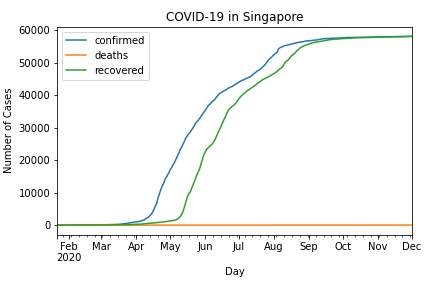 COVID-19 in Singapore
confirmed
deaths
recovered
Number of Cases
60000
50000
40000
30000
20000
10000
0
Feb Mar Apr May Jun Jul Aug Sep Oct Nov Dec
2020
Day